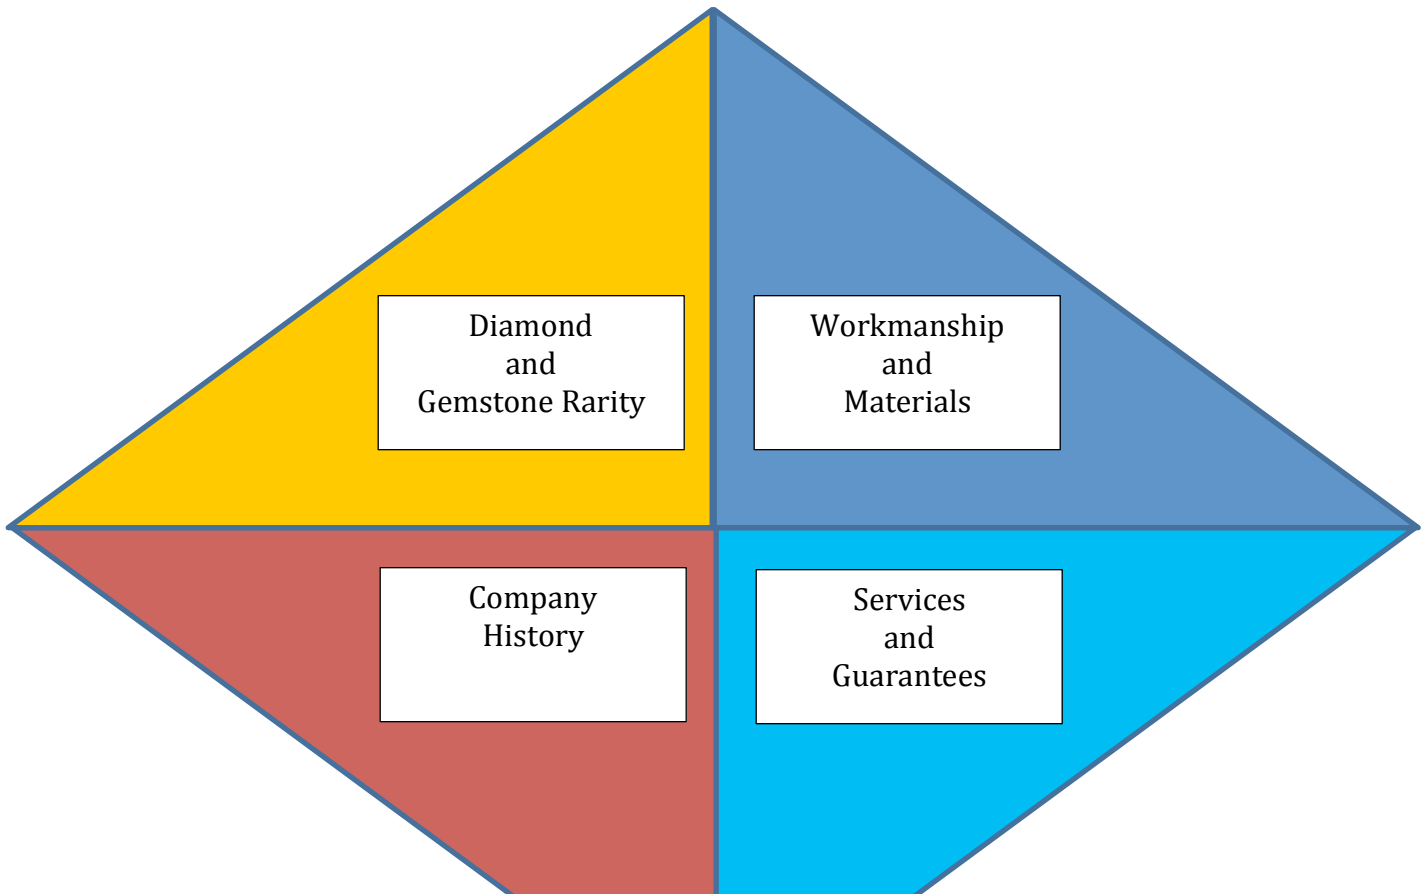 Diamond
and
Gemstone Rarity
Workmanship
and
Materials
Company
History
Services
and
Guarantees